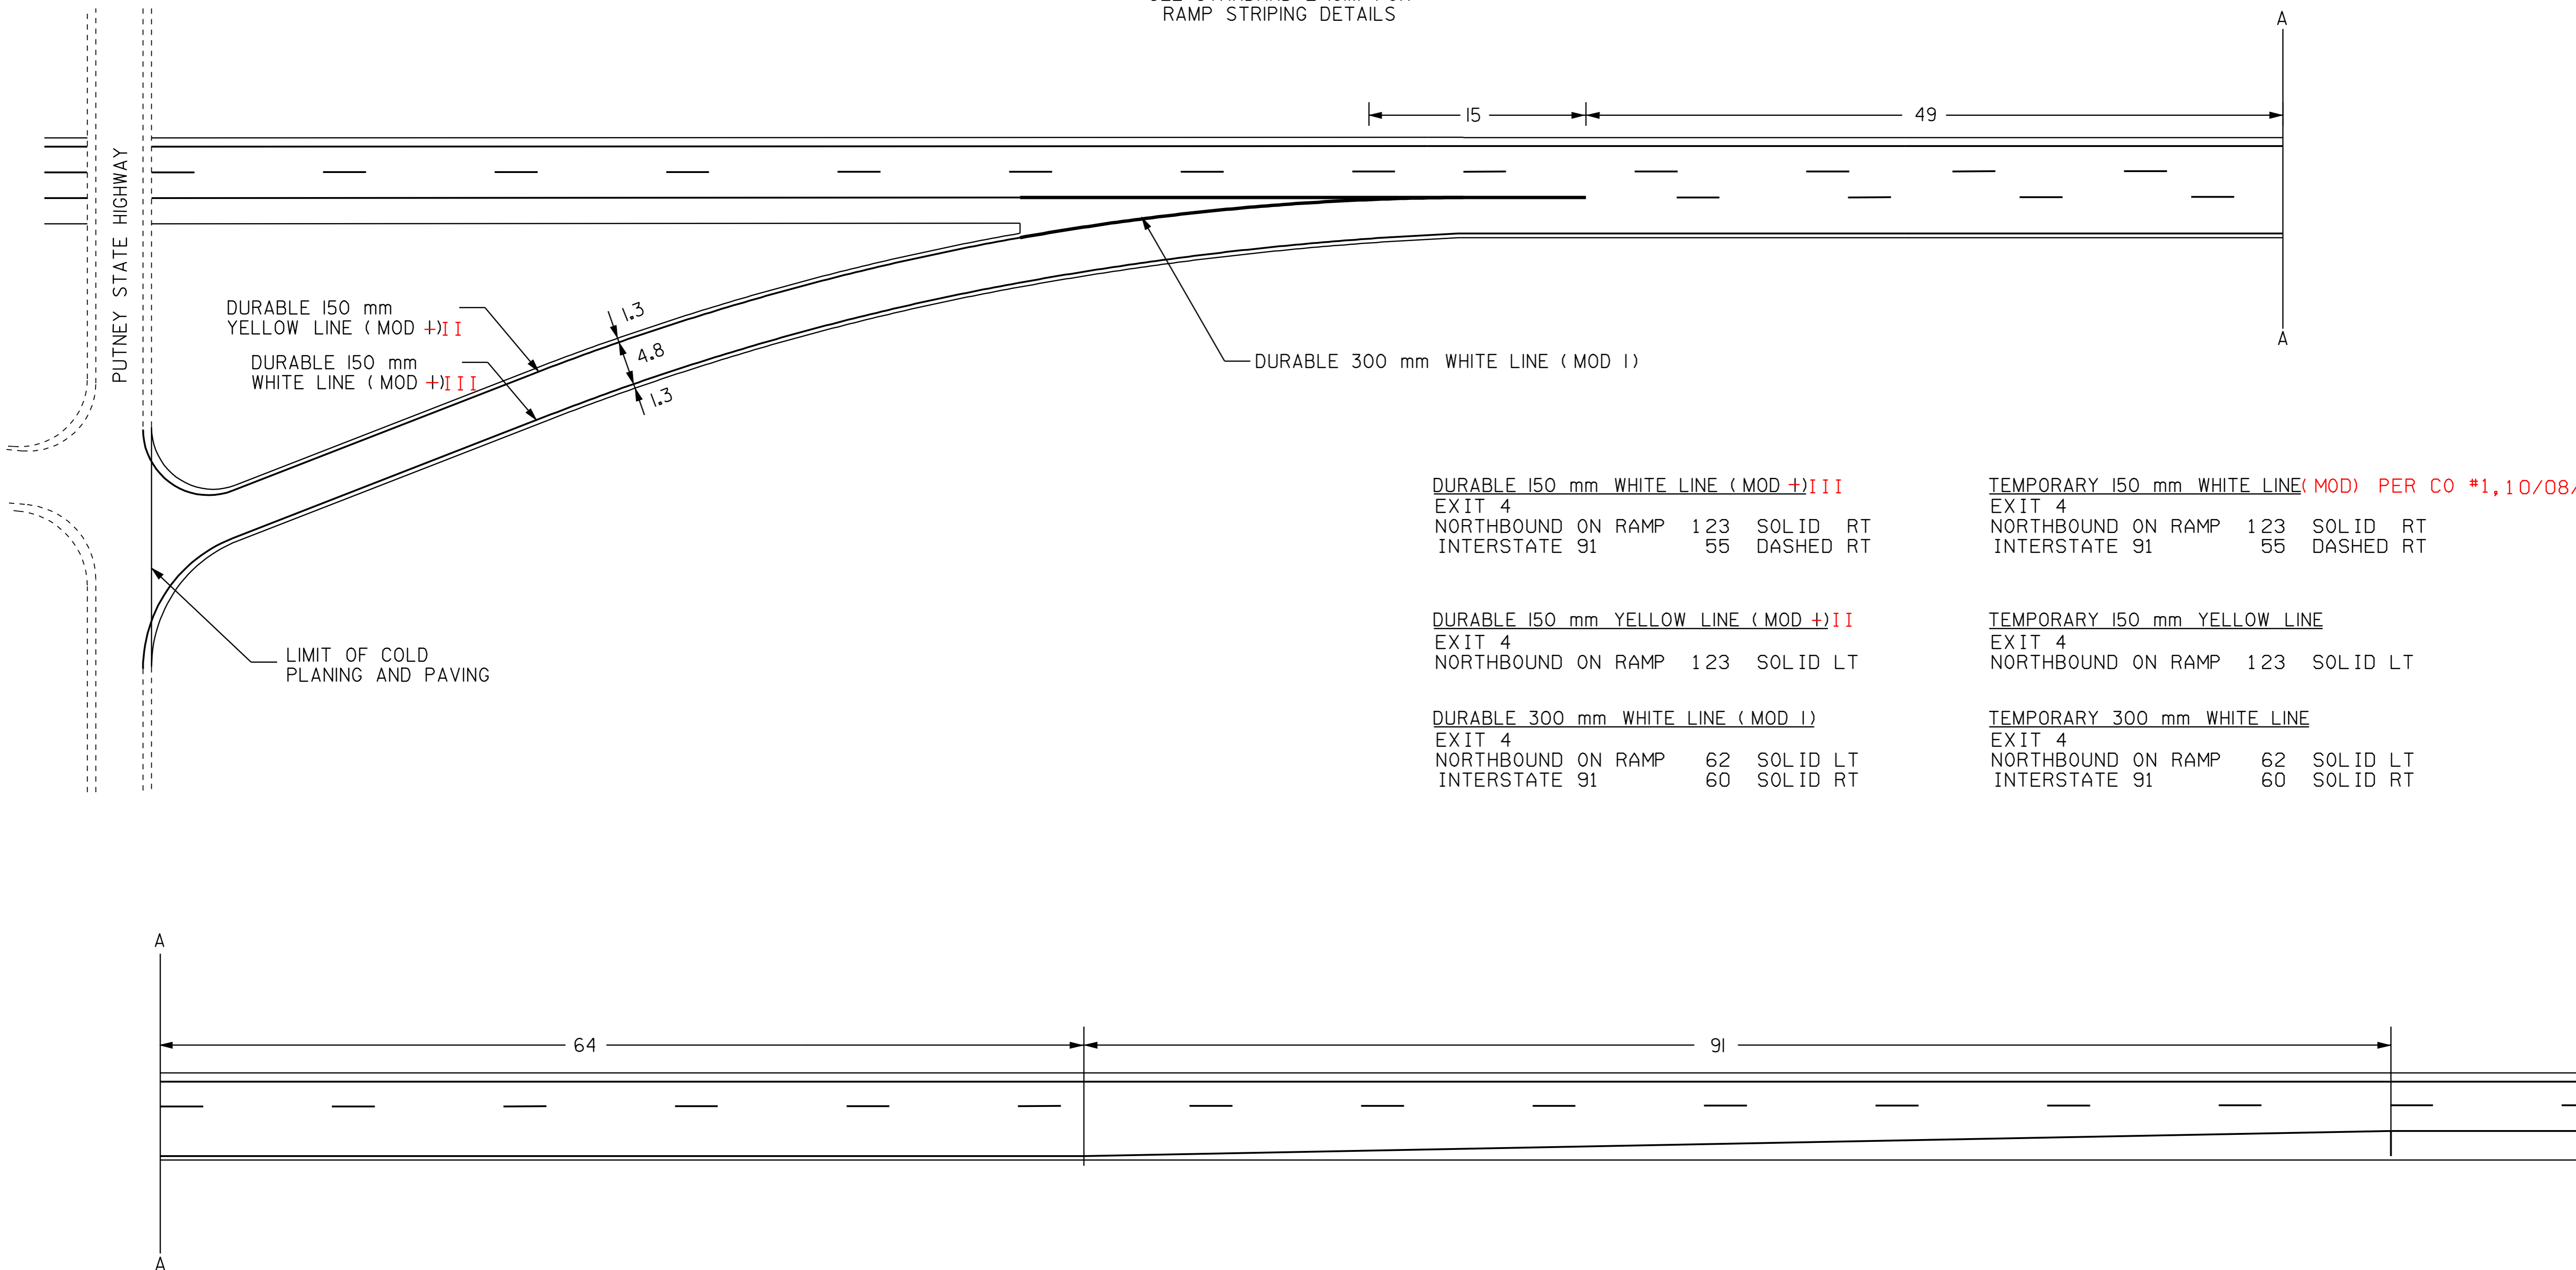 RAMP STRIPING DETAILS
A
15
49
PUTNEY STATE HIGHWAY
DURABLE 150 mm
YELLOW LINE (MOD 1)II
DURABLE 150 mm
WHITE LINE (MOD 1)III
1.3
4.8
1.3
DURABLE 300 mm WHITE LINE (MOD 1)
A
LIMIT OF COLD
PLANING AND PAVING
DURABLE 150 mm WHITE LINE (MOD 1)III
EXIT 4
NORTHBOUND ON RAMP 123 SOLID RT
INTERSTATE 91 55 DASHED RT
TEMPORARY 150 mm WHITE LINE(MOD) PER CO #1,10/08/
EXIT 4
NORTHBOUND ON RAMP 123 SOLID RT
INTERSTATE 91 55 DASHED RT
DURABLE 150 mm YELLOW LINE (MOD 1)II
EXIT 4
NORTHBOUND ON RAMP 123 SOLID LT
TEMPORARY 150 mm YELLOW LINE
EXIT 4
NORTHBOUND ON RAMP 123 SOLID LT
DURABLE 300 mm WHITE LINE (MOD 1)
EXIT 4
NORTHBOUND ON RAMP 62 SOLID LT
INTERSTATE 91 60 SOLID RT
TEMPORARY 300 mm WHITE LINE
EXIT 4
NORTHBOUND ON RAMP 62 SOLID LT
INTERSTATE 91 60 SOLID RT
A
64
91
A